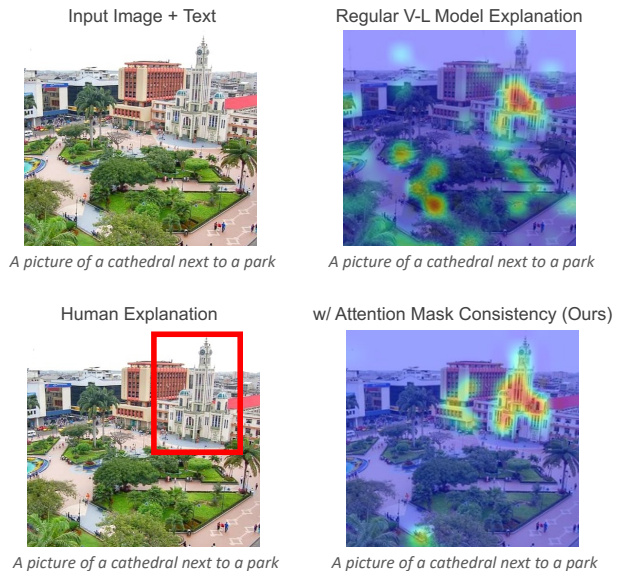 Input Image + Text
Regular V-L Model Explanation
A picture of a cathedral next to a park
A picture of a cathedral next to a park
Human Explanation
w/ Attention Mask Consistency (Ours)
A picture of a cathedral next to a park
A picture of a cathedral next to a park